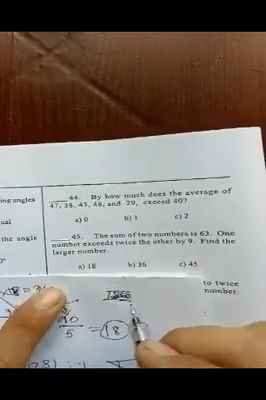 ing angles
ual
the angle
44. By how much does the average of
47, 38, 45, 48, and 29, exceed 40?
a) 0 b) 1 c) 2
45. The sum of two numbers is 63. One
number exceeds twice the other by 9. Find the
larger number.
a) 18 b) 36 c) 45
to twice
number.
90
5 = 18